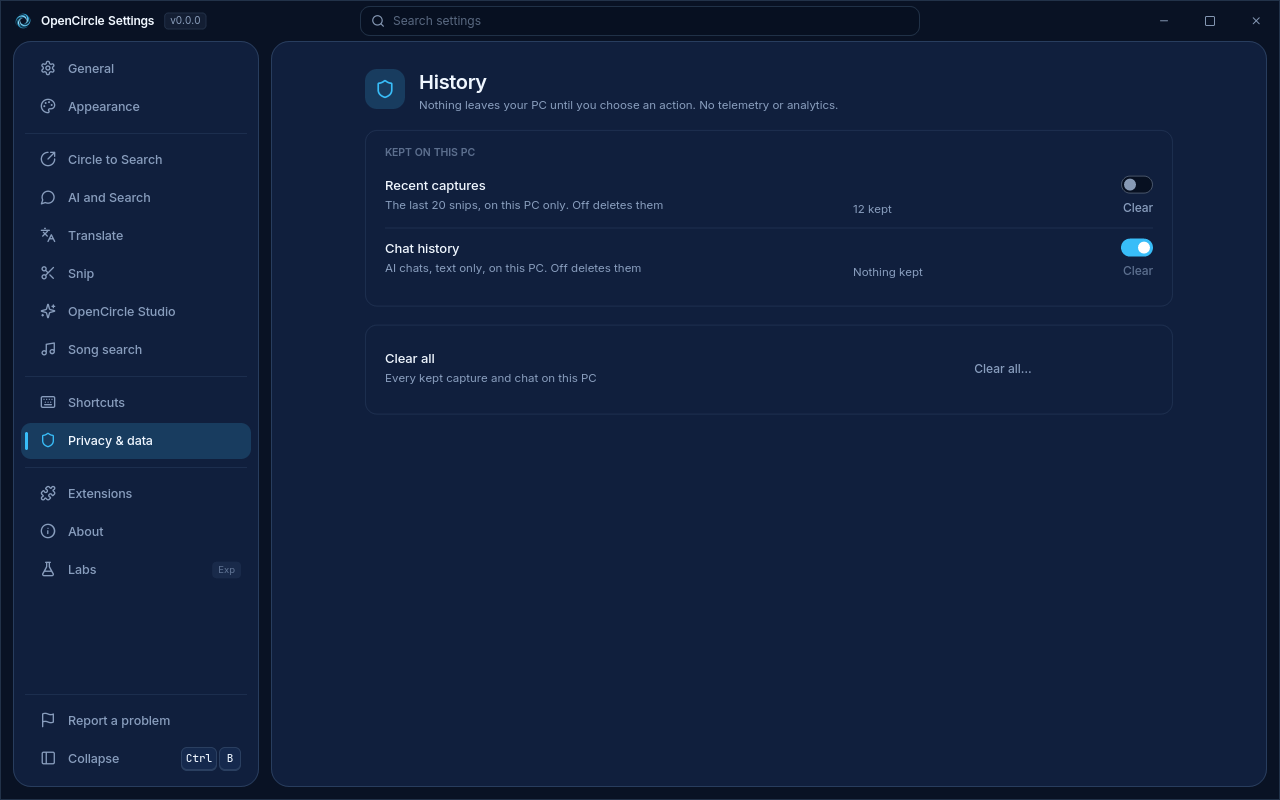 OpenCircle Settings v0.0.0
Search settings
General
Appearance
Circle to Search
AI and Search
Translate
Snip
OpenCircle Studio
Song search
Shortcuts
Privacy & data
Extensions
About
Labs Exp
Report a problem
Collapse Ctrl B
History
Nothing leaves your PC until you choose an action. No telemetry or analytics.
KEPT ON THIS PC
Recent captures
The last 20 snips, on this PC only. Off deletes them
12 kept
Clear
Chat history
AI chats, text only, on this PC. Off deletes them
Nothing kept
Clear
Clear all
Every kept capture and chat on this PC
Clear all...